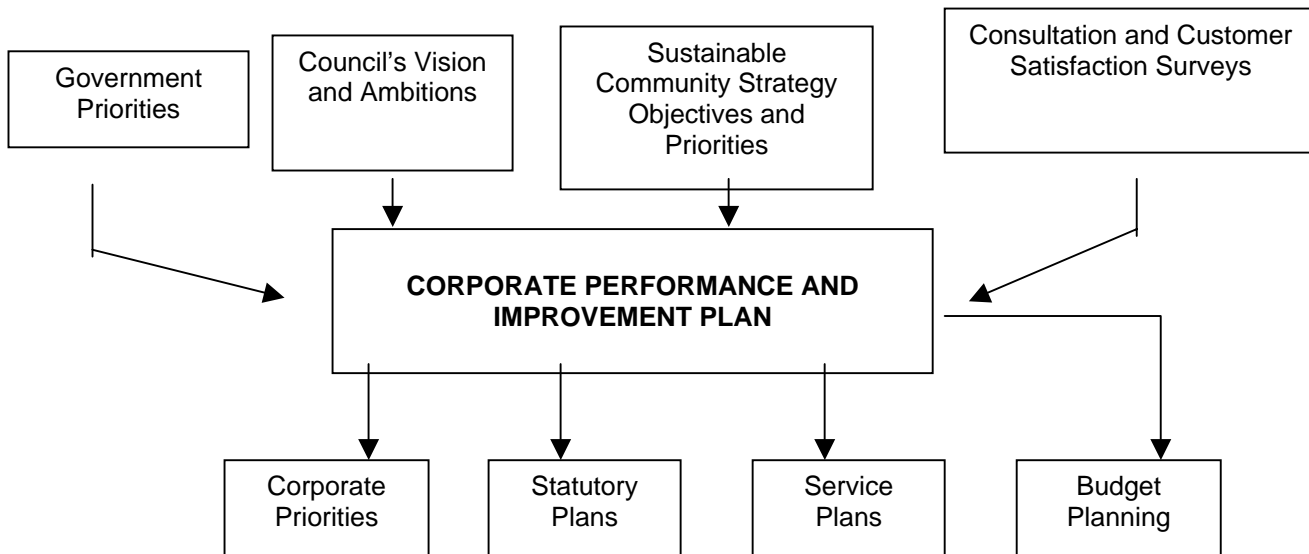 Government
Priorities
Council's Vision
and Ambitions
Sustainable
Community Strategy
Objectives and
Priorities
Consultation and Customer
Satisfaction Surveys
CORPORATE PERFORMANCE AND
IMPROVEMENT PLAN
Corporate
Priorities
Statutory
Plans
Service
Plans
Budget
Planning